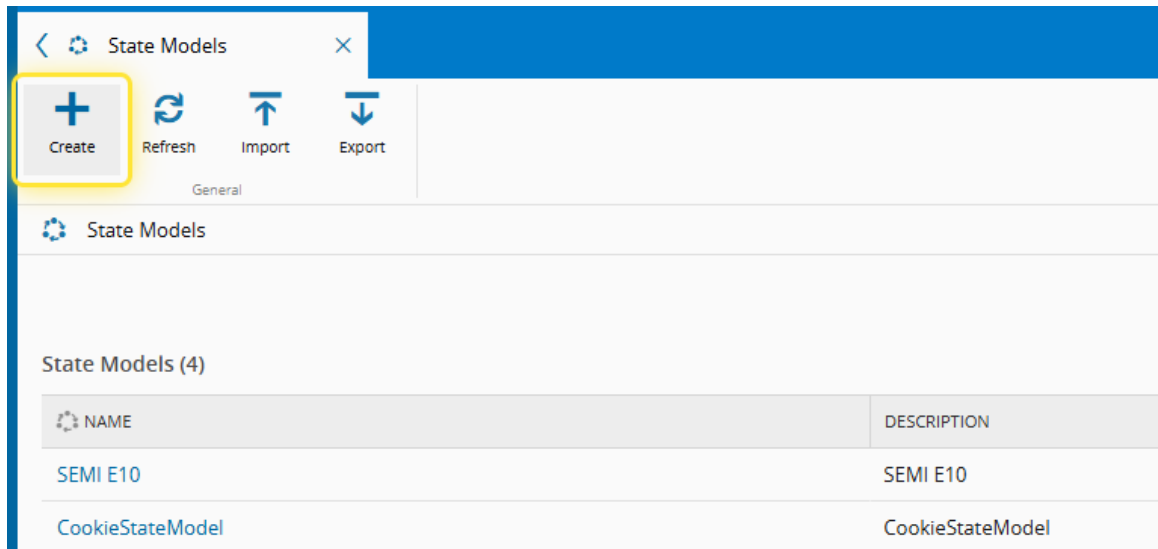 State Models
Create Refresh Import Export
General
State Models
State Models (4)
NAME DESCRIPTION
SEMI E10 SEMI E10
CookieStateModel CookieStateModel